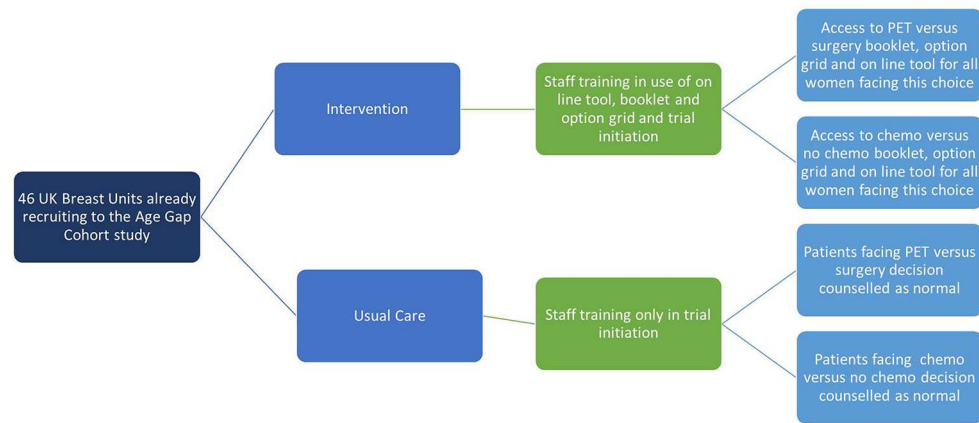 46 UK Breast Units already
recruiting to the Age Gap
Cohort study
Intervention
Staff training in use of on
line tool, booklet and
option grid and trial
initiation
Access to PET versus
surgery booklet, option
grid and on line tool for all
women facing this choice
Access to chemo versus
no chemo booklet, option
grid and on line tool for all
women facing this choice
Usual Care
Staff training only in trial
initiation
Patients facing PET versus
surgery decision
counselled as normal
Patients facing chemo
versus no chemo decision
counselled as normal